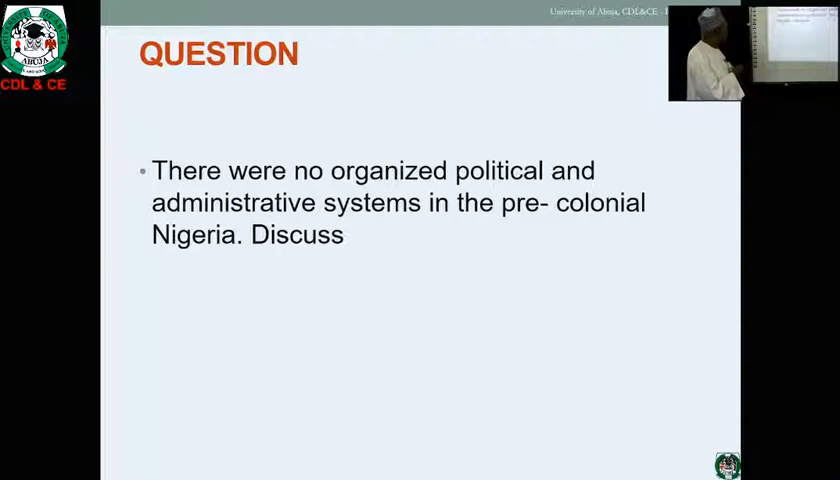 University of Abuja, CDL&CE -
ABUJA
CDL & CE
QUESTION
• There were no organized political and
administrative systems in the pre- colonial
Nigeria. Discuss